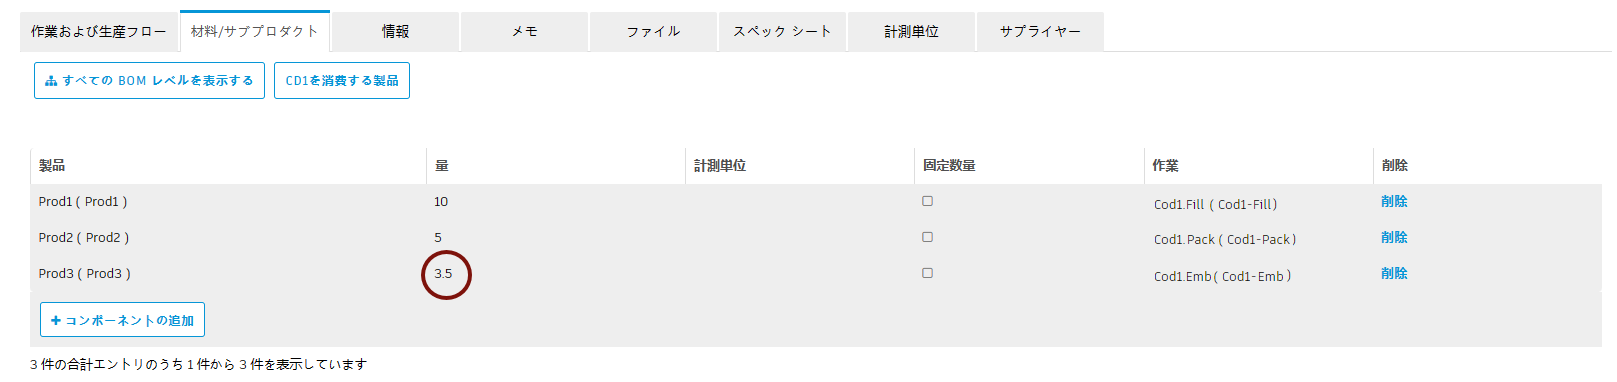 作業および生産フロー 材料/サブプロダクト 情報 メモ ファイル スペック シート 計測単位 サプライヤー
すべての BOM レベルを表示する CD1を消費する製品
製品 量 計測単位 固定数量 作業 削除
Prod1 ( Prod1 ) 10 Cod1.Fill ( Cod1-Fill) 削除
Prod2 ( Prod2 ) 5 Cod1.Pack ( Cod1-Pack ) 削除
Prod3 ( Prod3 ) 3.5 Cod1.Emb( Cod1-Emb ) 削除
+ コンポーネントの追加
3 件の合計エントリのうち 1 件から 3 件を表示しています